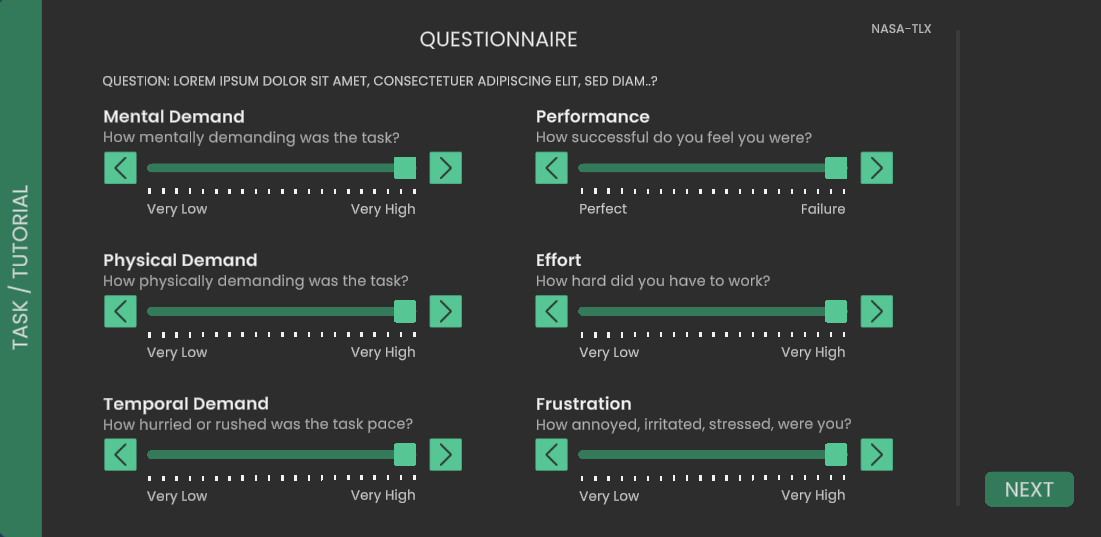 TASK / TUTORIAL
QUESTIONNAIRE
NASA-TLX
QUESTION: LOREM IPSUM DOLOR SIT AMET, CONSECTETUER ADIPISCING ELIT, SED DIAM..?
Mental Demand
How mentally demanding was the task?
Very Low
Very High
Performance
How successful do you feel you were?
Perfect
Failure
Physical Demand
How physically demanding was the task?
Very Low
Very High
Effort
How hard did you have to work?
Very Low
Very High
Temporal Demand
How hurried or rushed was the task pace?
Very Low
Very High
Frustration
How annoyed, irritated, stressed, were you?
Very Low
Very High
NEXT